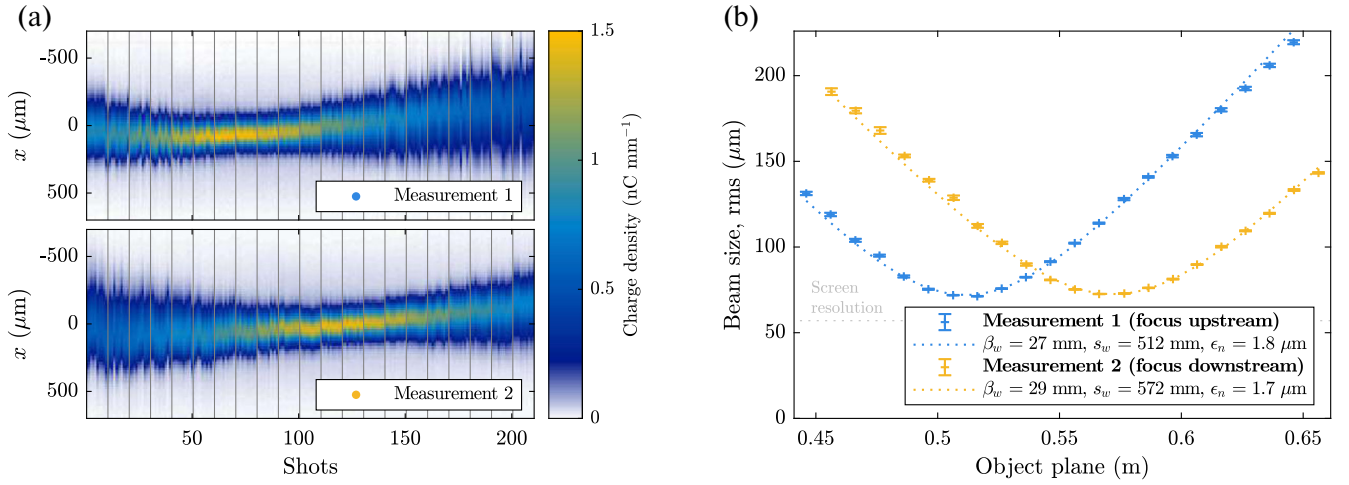 (a)
-500
0
500
x (μm)
Measurement 1
-500
0
500
x (μm)
Measurement 2
50
100
150
200
Shots
1.5
1
0.5
0
Charge density (nC mm⁻¹)
(b)
200
150
100
50
0
Beam size, rms (μm)
Screen
resolution
Measurement 1 (focus upstream)
β_w = 27 mm, s_w = 512 mm, ϵ_n = 1.8 μm
Measurement 2 (focus downstream)
β_w = 29 mm, s_w = 572 mm, ϵ_n = 1.7 μm
0.45
0.5
0.55
0.6
0.65
Object plane (m)